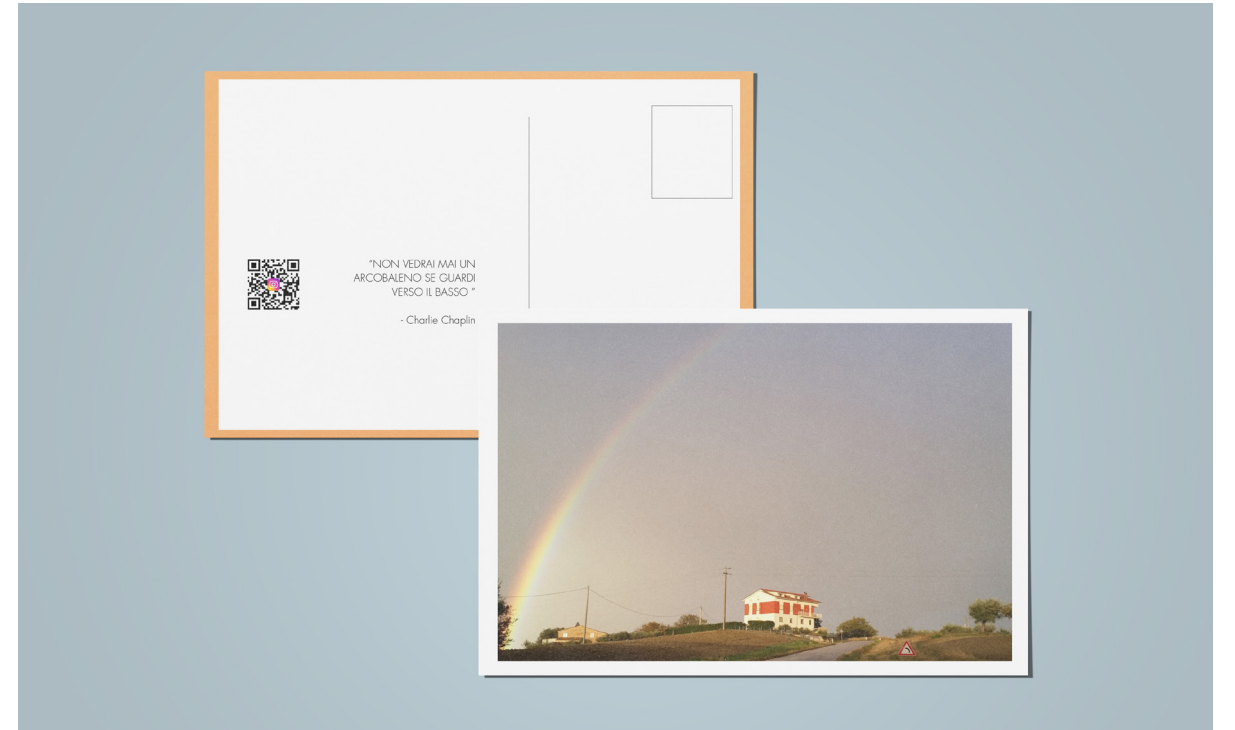 “NON VEDRAI MAI UN
ARCOBALENO SE GUARDI
VERSO IL BASSO ”
- Charlie Chaplin